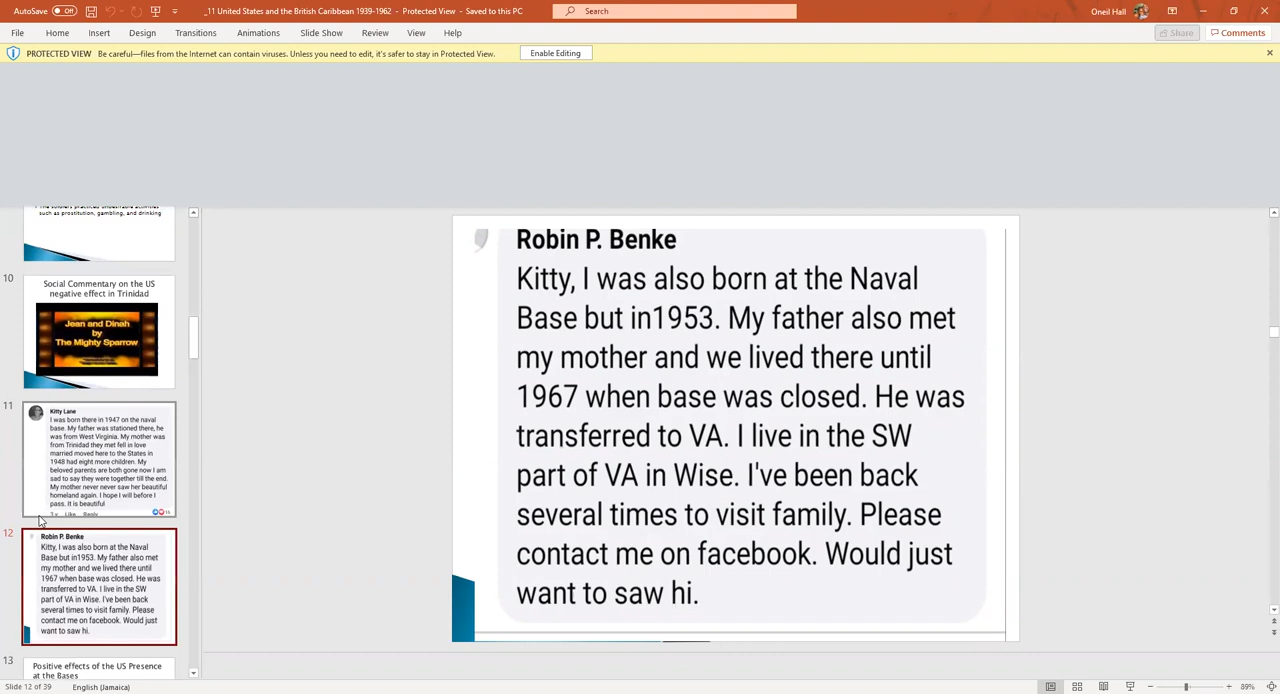 AutoSave Off _11 United States and the British Caribbean 1939-1962 - Protected View - Saved to this PC Search Oneil Hall
File Home Insert Design Transitions Animations Slide Show Review View Help Share Comments
PROTECTED VIEW Be careful—files from the Internet can contain viruses. Unless you need to edit, it's safer to stay in Protected View. Enable Editing
such as prostitution, gambling, and drinking
10
Social Commentary on the US
negative effect in Trinidad
Jean and Dinah
by
The Mighty Sparrow
11
Kitty Lane
I was born there in 1947 on the naval
base. My father was stationed there, he
was from West Virginia. My mother was
from Trinidad they met fell in love
married moved here to the States in
1948 had eight more children. My
beloved parents are both gone now I am
sad to say they were together till the end.
My mother never never saw her beautiful
homeland again. I hope I will before I
pass. It is beautiful
Like Reply
12
Robin P. Benke
Kitty, I was also born at the Naval
Base but in1953. My father also met
my mother and we lived there until
1967 when base was closed. He was
transferred to VA. I live in the SW
part of VA in Wise. I've been back
several times to visit family. Please
contact me on facebook. Would just
want to saw hi.
13
Positive effects of the US Presence
at the Bases
Robin P. Benke
Kitty, I was also born at the Naval
Base but in1953. My father also met
my mother and we lived there until
1967 when base was closed. He was
transferred to VA. I live in the SW
part of VA in Wise. I've been back
several times to visit family. Please
contact me on facebook. Would just
want to saw hi.
Slide 12 of 39 English (Jamaica) 89%